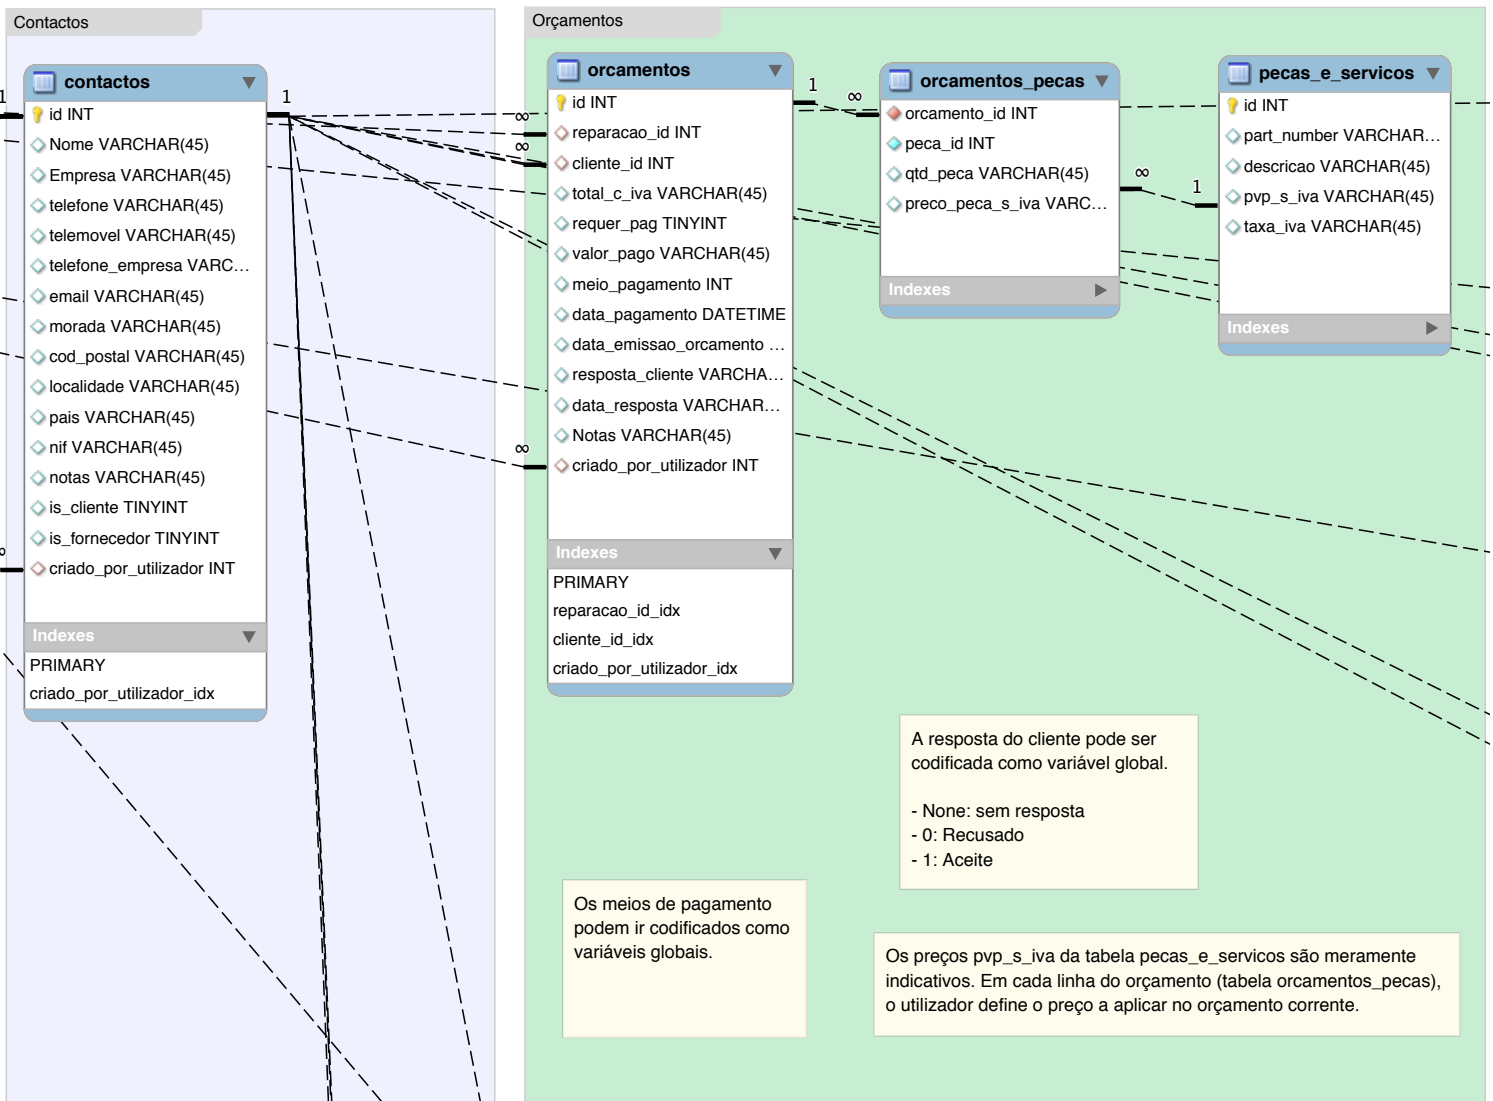 Contactos
contactos
1
1
id INT
Nome VARCHAR(45)
Empresa VARCHAR(45)
telefone VARCHAR(45)
telemovel VARCHAR(45)
telefone_empresa VARC...
email VARCHAR(45)
morada VARCHAR(45)
cod_postal VARCHAR(45)
localidade VARCHAR(45)
pais VARCHAR(45)
nif VARCHAR(45)
notas VARCHAR(45)
is_cliente TINYINT
is_fornecedor TINYINT
∞
criado_por_utilizador INT
Indexes
PRIMARY
criado_por_utilizador_idx
Orçamentos
orcamentos
1
id INT
∞
reparacao_id INT
∞
cliente_id INT
total_c_iva VARCHAR(45)
requer_pag TINYINT
valor_pago VARCHAR(45)
meio_pagamento INT
data_pagamento DATETIME
data_emissao_orcamento ...
resposta_cliente VARCHA...
data_resposta VARCHAR...
Notas VARCHAR(45)
∞
criado_por_utilizador INT
Indexes
PRIMARY
reparacao_id_idx
cliente_id_idx
criado_por_utilizador_idx
orcamentos_pecas
∞
orcamento_id INT
peca_id INT
qtd_peca VARCHAR(45)
preco_peca_s_iva VARC...
∞
Indexes
pecas_e_servicos
id INT
part_number VARCHAR...
descricao VARCHAR(45)
1
pvp_s_iva VARCHAR(45)
taxa_iva VARCHAR(45)
Indexes
A resposta do cliente pode ser
codificada como variável global.
- None: sem resposta
- 0: Recusado
- 1: Aceite
Os meios de pagamento
podem ir codificados como
variáveis globais.
Os preços pvp_s_iva da tabela pecas_e_servicos são meramente
indicativos. Em cada linha do orçamento (tabela orcamentos_pecas),
o utilizador define o preço a aplicar no orçamento corrente.